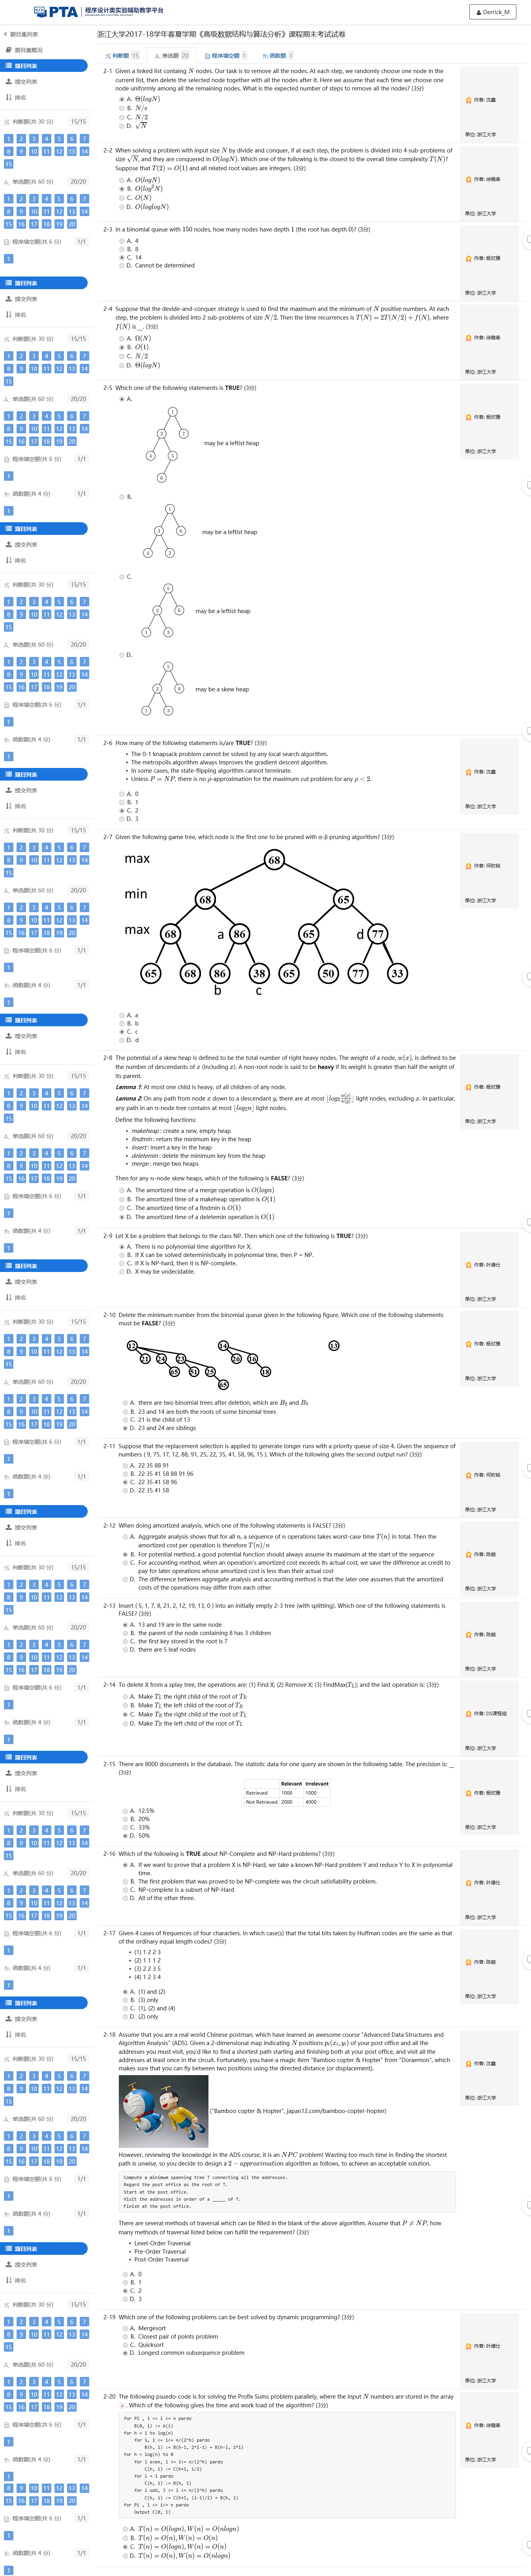 PTA 程序设计类实验辅助教学平台
PROGRAMMING TEACHING ASSISTANT
Derrick_M
题目集列表
题目集概况
题目列表
提交列表
排名
判断题(共 30 分) 15/15
1 2 3 4 5 6 7
8 9 10 11 12 13 14
15
单选题(共 60 分) 20/20
1 2 3 4 5 6 7
8 9 10 11 12 13 14
15 16 17 18 19 20
程序填空题(共 6 分) 1/1
1
函数题(共 4 分) 1/1
1
浙江大学2017-18学年春夏学期《高级数据结构与算法分析》课程期末考试试卷
判断题 15 单选题 20 程序填空题 1 函数题 1
2-1 Given a linked list containg N nodes. Our task is to remove all the nodes. At each step, we randomly choose one node in the
current list, then delete the selected node together with all the nodes after it. Here we assume that each time we choose one
node uniformly among all the remaining nodes. What is the expected number of steps to remove all the nodes? (3分)
A. Θ(logN)
B. N/e
C. N/2
D. √N
作者: 沈鑫
单位: 浙江大学
2-2 When solving a problem with input size N by divide and conquer, if at each step, the problem is divided into 4 sub-problems of
size √N, and they are conquered in O(logN). Which one of the following is the closest to the overall time complexity T(N)?
Suppose that T(2) = O(1) and all related root values are integers. (3分)
A. O(logN)
B. O(log²N)
C. O(N)
D. O(loglogN)
作者: 徐镜春
单位: 浙江大学
2-3 In a binomial queue with 150 nodes, how many nodes have depth 1 (the root has depth 0)? (3分)
A. 4
B. 8
C. 14
D. Cannot be determined
作者: 杨欣豫
单位: 浙江大学
2-4 Suppose that the divide-and-conquer strategy is used to find the maximum and the minimum of N positive numbers. At each
step, the problem is divided into 2 sub-problems of size N/2. Then the time recurrences is T(N) = 2T(N/2) + f(N), where
f(N) is __. (3分)
A. Ω(N)
B. O(1)
C. N/2
D. Θ(logN)
作者: 徐镜春
单位: 浙江大学
2-5 Which one of the following statements is TRUE? (3分)
A.
1
2 7
4 5
6
may be a leftist heap
B.
1
3 6
4 2
may be a leftist heap
C.
5
2 6
1 3
may be a leftist heap
D.
5
2 6
1 3
may be a skew heap
作者: 杨欣豫
单位: 浙江大学
2-6 How many of the following statements is/are TRUE? (3分)
• The 0-1 knapsack problem cannot be solved by any local search algorithm.
• The metropolis algorithm always improves the gradient descent algorithm.
• In some cases, the state-flipping algorithm cannot terminate.
• Unless P = NP, there is no ρ-approximation for the maximum cut problem for any ρ < 2.
A. 0
B. 1
C. 2
D. 3
作者: 沈鑫
单位: 浙江大学
2-7 Given the following game tree, which node is the first one to be pruned with α-β pruning algorithm? (3分)
max 68
min 68 65
max 68 a 86 65 d 77
65 68 86 38 65 50 77 33
b c
A. a
B. b
C. c
D. d
作者: 何钦铭
单位: 浙江大学
2-8 The potential of a skew heap is defined to be the total number of right heavy nodes. The weight of a node, w(x), is defined to be
the number of descendants of x (including x). A non-root node is said to be heavy if its weight is greater than half the weight of
its parent.
Lemma 1: At most one child is heavy, of all children of any node.
Lemma 2: On any path from node x down to a descendant y, there are at most ⌊log₂ w(x)/w(y)⌋ light nodes, excluding x. In particular,
any path in an n-node tree contains at most ⌊log₂n⌋ light nodes.
Define the following functions:
• makeheap : create a new, empty heap
• findmin : return the minimum key in the heap
• insert : insert a key in the heap
• deletemin : delete the minimum key from the heap
• merge : merge two heaps
Then for any n-node skew heaps, which of the following is FALSE? (3分)
A. The amortized time of a merge operation is O(logn)
B. The amortized time of a makeheap operation is O(1)
C. The amortized time of a findmin is O(1)
D. The amortized time of a deletemin operation is O(1)
作者: 杨欣豫
单位: 浙江大学
2-9 Let X be a problem that belongs to the class NP. Then which one of the following is TRUE? (3分)
A. There is no polynomial time algorithm for X.
B. If X can be solved deterministically in polynomial time, then P = NP.
C. If X is NP-hard, then it is NP-complete.
D. X may be undecidable.
作者: 叶德仕
单位: 浙江大学
2-10 Delete the minimum number from the binomial queue given in the following figure. Which one of the following statements
must be FALSE? (3分)
12 14 13
21 24 23 26 16
65 51 25 18
65
A. there are two binomial trees after deletion, which are B₂ and B₃
B. 23 and 14 are both the roots of some binomial trees
C. 21 is the child of 13
D. 23 and 24 are siblings
作者: 杨欣豫
单位: 浙江大学
2-11 Suppose that the replacement selection is applied to generate longer runs with a priority queue of size 4. Given the sequence of
numbers { 9, 75, 17, 12, 88, 91, 25, 22, 35, 41, 58, 96, 15 }. Which of the following gives the second output run? (3分)
A. 22 35 88 91
B. 22 35 41 58 88 91 96
C. 22 35 41 58 96
D. 22 35 41 58
作者: 何钦铭
单位: 浙江大学
2-12 When doing amortized analysis, which one of the following statements is FALSE? (3分)
A. Aggregate analysis shows that for all n, a sequence of n operations takes worst-case time T(n) in total. Then the
amortized cost per operation is therefore T(n)/n
B. For potential method, a good potential function should always assume its maximum at the start of the sequence
C. For accounting method, when an operation's amortized cost exceeds its actual cost, we save the difference as credit to
pay for later operations whose amortized cost is less than their actual cost
D. The difference between aggregate analysis and accounting method is that the later one assumes that the amortized
costs of the operations may differ from each other
作者: 陈越
单位: 浙江大学
2-13 Insert { 5, 1, 7, 8, 21, 2, 12, 19, 13, 0 } into an initially empty 2-3 tree (with splitting). Which one of the following statements is
FALSE? (3分)
A. 13 and 19 are in the same node
B. the parent of the node containing 8 has 3 children
C. the first key stored in the root is 7
D. there are 5 leaf nodes
作者: 陈越
单位: 浙江大学
2-14 To delete X from a splay tree, the operations are: (1) Find X; (2) Remove X; (3) FindMax(T_L); and the last operation is: (3分)
A. Make T_L the right child of the root of T_R
B. Make T_L the left child of the root of T_R
C. Make T_R the right child of the root of T_L
D. Make T_R the left child of the root of T_L
作者: DS课程组
单位: 浙江大学
2-15 There are 8000 documents in the database. The statistic data for one query are shown in the following table. The precision is: __
(3分)
Relevant Irrelevant
Retrieved 1000 1000
Not Retrieved 2000 4000
A. 12.5%
B. 20%
C. 33%
D. 50%
作者: 杨欣豫
单位: 浙江大学
2-16 Which of the following is TRUE about NP-Complete and NP-Hard problems? (3分)
A. If we want to prove that a problem X is NP-Hard, we take a known NP-Hard problem Y and reduce Y to X in polynomial
time.
B. The first problem that was proved to be NP-complete was the circuit satisfiability problem.
C. NP-complete is a subset of NP-Hard
D. All of the other three.
作者: 叶德仕
单位: 浙江大学
2-17 Given 4 cases of frequences of four characters. In which case(s) that the total bits taken by Huffman codes are the same as that
of the ordinary equal length codes? (3分)
• (1) 1 2 2 3
• (2) 1 1 1 2
• (3) 2 2 3 5
• (4) 1 2 3 4
A. (1) and (2)
B. (3) only
C. (1), (2) and (4)
D. (2) only
作者: 陈越
单位: 浙江大学
2-18 Assume that you are a real world Chinese postman, which have learned an awesome course "Advanced Data Structures and
Algorithm Analysis" (ADS). Given a 2-dimensional map indicating N positions pᵢ(xᵢ, yᵢ) of your post office and all the
addresses you must visit, you'd like to find a shortest path starting and finishing both at your post office, and visit all the
addresses at least once in the circuit. Fortunately, you have a magic item "Bamboo copter & Hopter" from "Doraemon", which
makes sure that you can fly between two positions using the directed distance (or displacement).
("Bamboo copter & Hopter", japan12.com/bamboo-copter-hopter)
However, reviewing the knowledge in the ADS course, it is an NPC problem! Wasting too much time in finding the shortest
path is unwise, so you decide to design a 2 − approximation algorithm as follows, to achieve an acceptable solution.
Compute a minimum spanning tree T connecting all the addresses.
Regard the post office as the root of T.
Start at the post office.
Visit the addresses in order of a _____ of T.
Finish at the post office.
There are several methods of traversal which can be filled in the blank of the above algorithm. Assume that P ≠ NP, how
many methods of traversal listed below can fulfill the requirement? (3分)
• Level-Order Traversal
• Pre-Order Traversal
• Post-Order Traversal
A. 0
B. 1
C. 2
D. 3
作者: 沈鑫
单位: 浙江大学
2-19 Which one of the following problems can be best solved by dynamic programming? (3分)
A. Mergesort
B. Closest pair of points problem
C. Quicksort
D. Longest common subsequence problem
作者: 叶德仕
单位: 浙江大学
2-20 The following psuedo-code is for solving the Prefix Sums problem parallely, where the input N numbers are stored in the array
A . Which of the following gives the time and work load of the algorithm? (3分)
for Pi , 1 <= i <= n pardo
B(0, i) := A(i)
for h = 1 to log(n)
for i, 1 <= i<= n/(2^h) pardo
B(h, i) := B(h-1, 2*i-1) + B(h-1, 2*i)
for h = log(n) to 0
for i even, 1 <= i<= n/(2^h) pardo
C(h, i) := C(h+1, i/2)
for i = 1 pardo
C(h, 1) := B(h, 1)
for i odd, 3 <= i <= n/(2^h) pardo
C(h, i) := C(h+1, (i-1)/2) + B(h, i)
for Pi , 1 <= i<= n pardo
Output C(0, i)
A. T(n) = O(logn), W(n) = O(nlogn)
B. T(n) = O(n), W(n) = O(n)
C. T(n) = O(logn), W(n) = O(n)
D. T(n) = O(n), W(n) = O(nlogn)
作者: 徐镜春
单位: 浙江大学